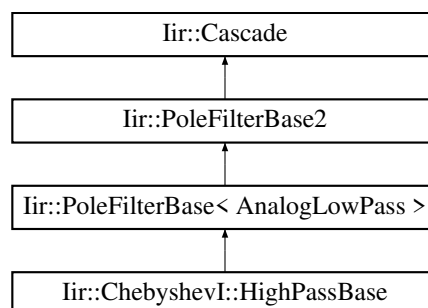 Iir::Cascade
Iir::PoleFilterBase2
Iir::PoleFilterBase< AnalogLowPass >
Iir::ChebyshevI::HighPassBase